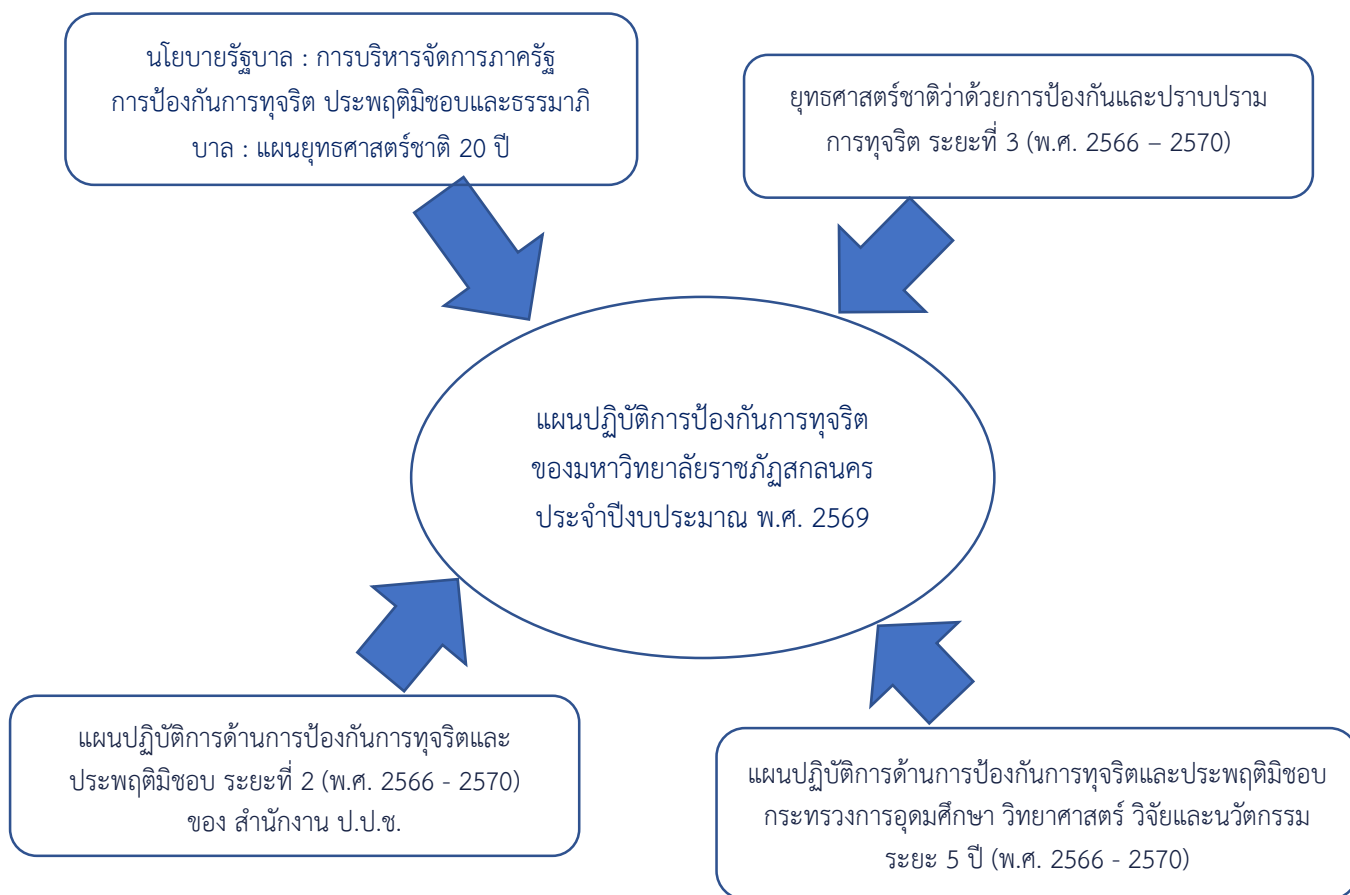 นโยบายรัฐบาล : การบริหารจัดการภาครัฐ
การป้องกันการทุจริต ประพฤติมิชอบและธรรมาภิ
บาล : แผนยุทธศาสตร์ชาติ 20 ปี
ยุทธศาสตร์ชาติว่าด้วยการป้องกันและปราบปราม
การทุจริต ระยะที่ 3 (พ.ศ. 2566 – 2570)
แผนปฏิบัติการป้องกันการทุจริต
ของมหาวิทยาลัยราชภัฏสกลนคร
ประจำปีงบประมาณ พ.ศ. 2569
แผนปฏิบัติการด้านการป้องกันการทุจริตและ
ประพฤติมิชอบ ระยะที่ 2 (พ.ศ. 2566 - 2570)
ของ สำนักงาน ป.ป.ช.
แผนปฏิบัติการด้านการป้องกันการทุจริตและประพฤติมิชอบ
กระทรวงการอุดมศึกษา วิทยาศาสตร์ วิจัยและนวัตกรรม
ระยะ 5 ปี (พ.ศ. 2566 - 2570)